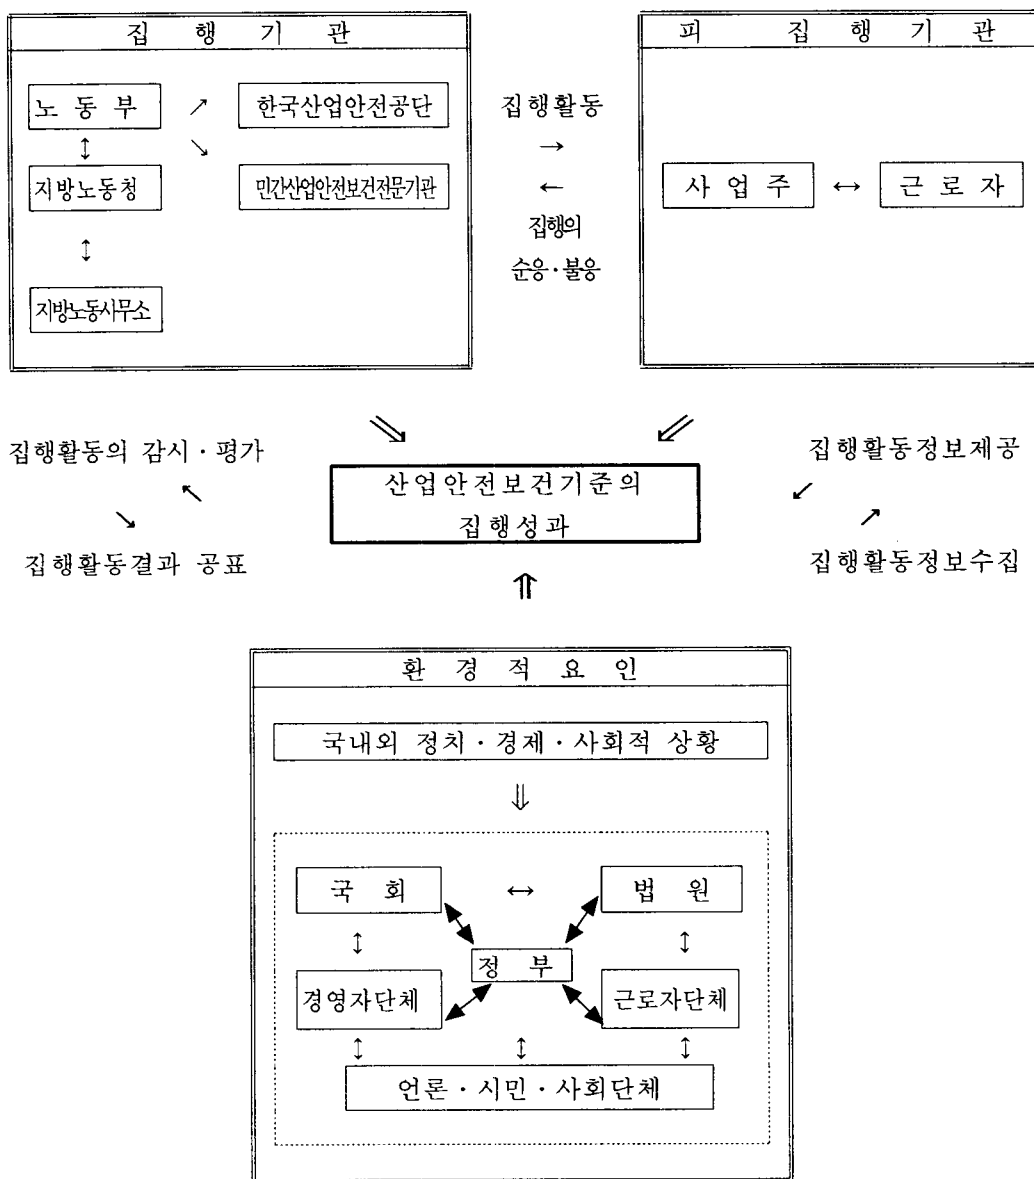 집 행 기 관
노 동 부 ↗ 한국산업안전공단
↕ ↘
지방노동청 민간산업안전보건전문기관
↕
지방노동사무소
집행활동
→
←
집행의
순응·불응
피 집 행 기 관
사 업 주 ↔ 근 로 자
집행활동의 감시·평가
집행활동결과 공표
산업안전보건기준의
집행성과
집행활동정보제공
집행활동정보수집
환 경 적 요 인
국내외 정치·경제·사회적 상황
⇓
국 회 ↔ 법 원
정 부
경영자단체 근로자단체
언론·시민·사회단체